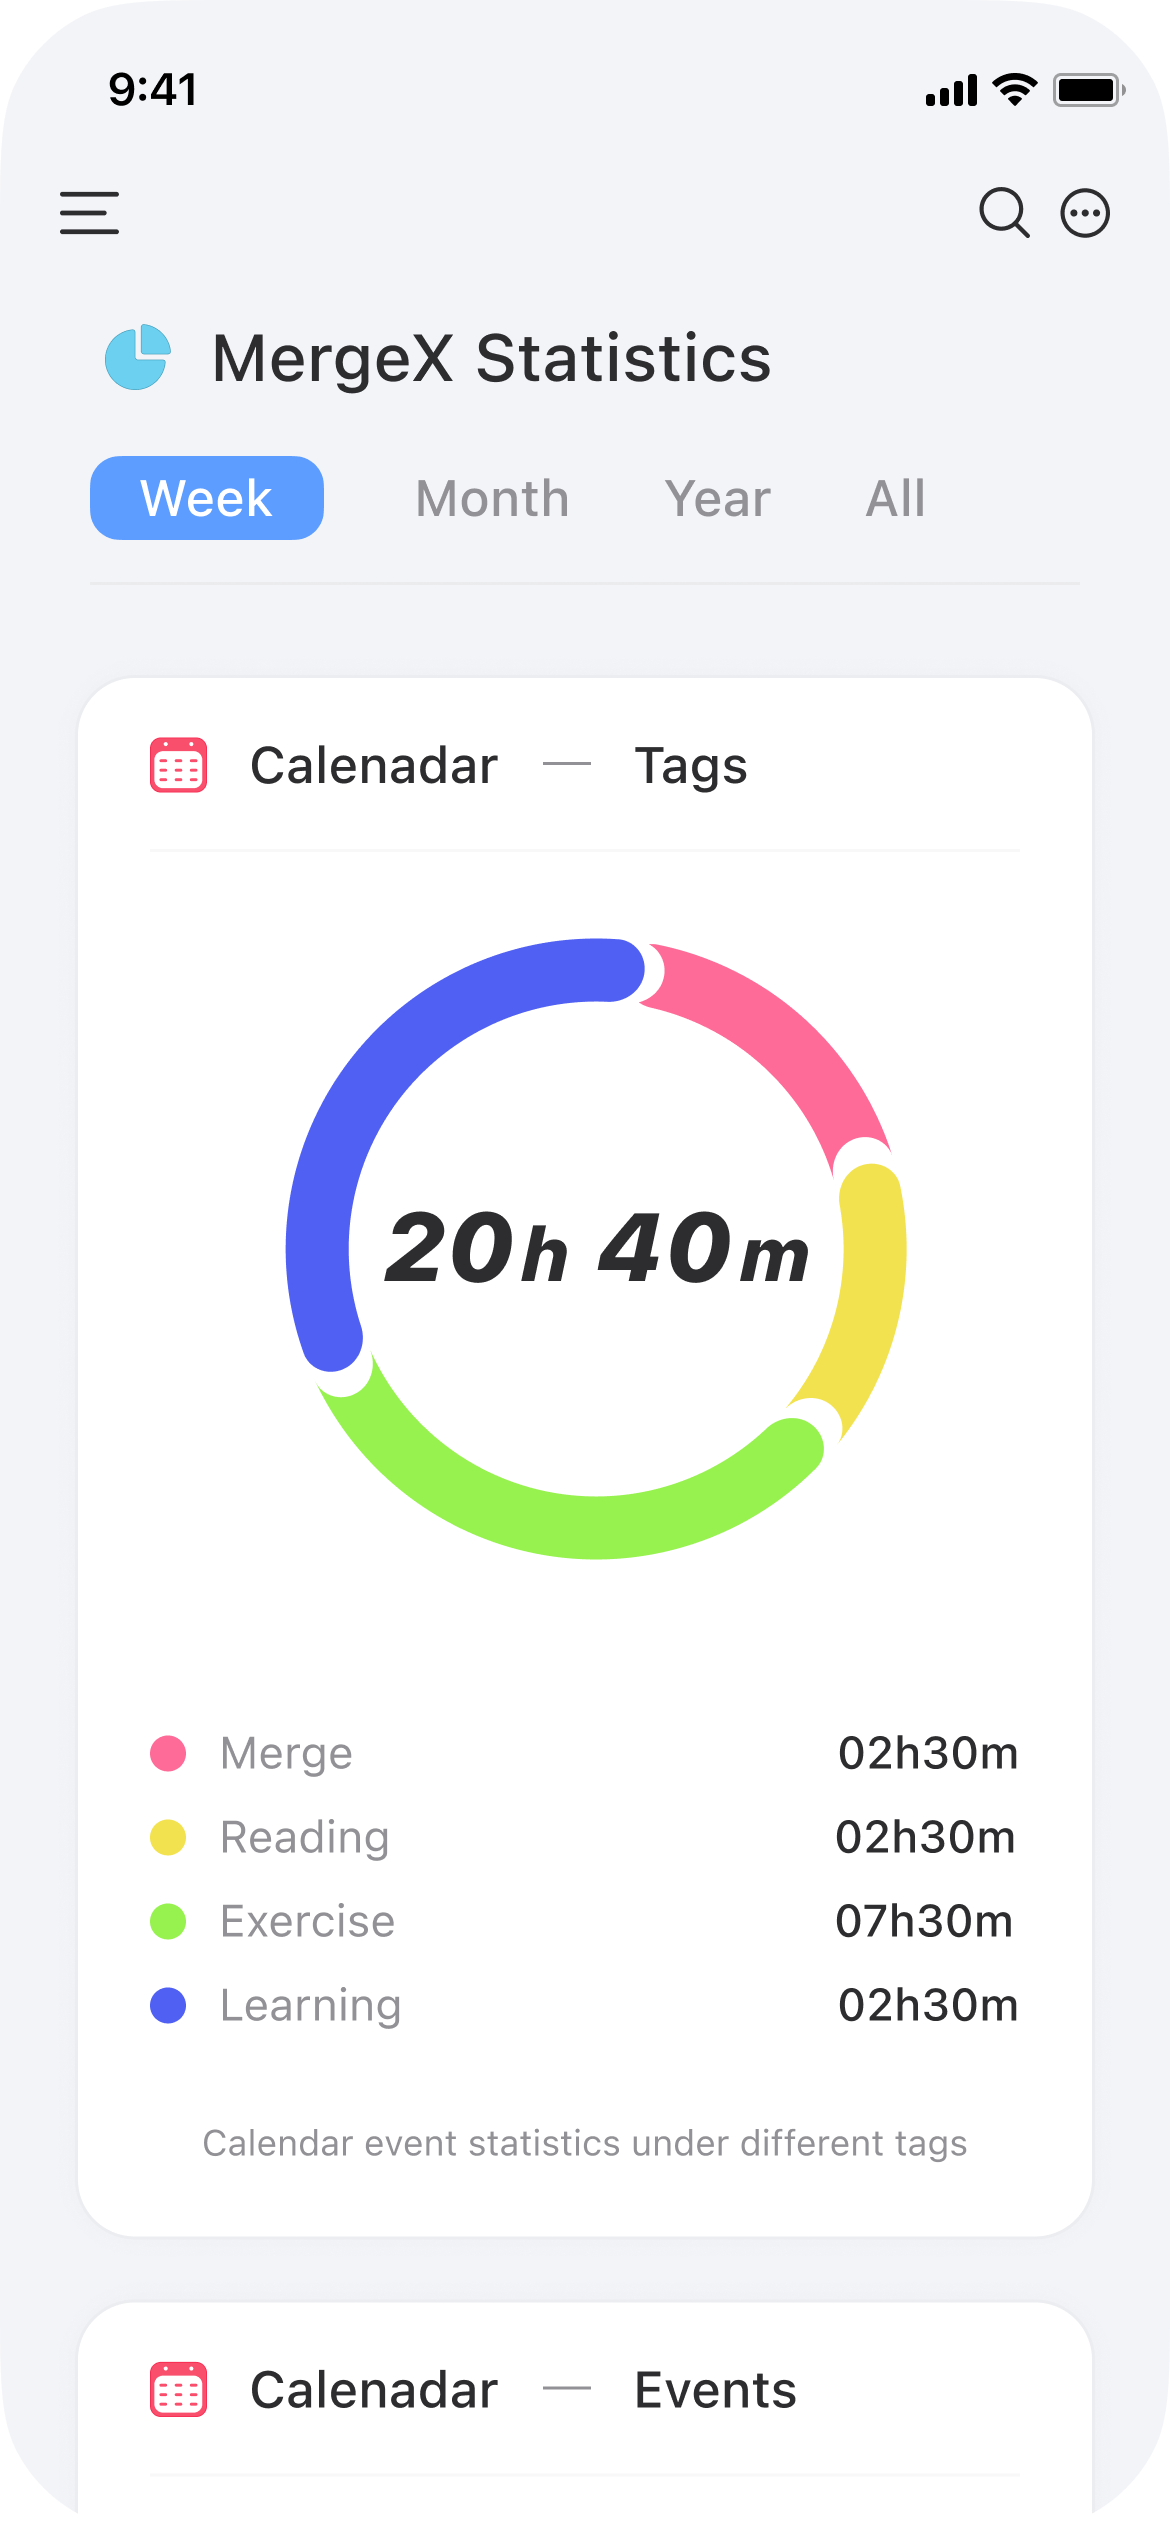 9:41
MergeX Statistics
Week Month Year All
Calenadar — Tags
20h 40m
Merge 02h30m
Reading 02h30m
Exercise 07h30m
Learning 02h30m
Calendar event statistics under different tags
Calenadar — Events